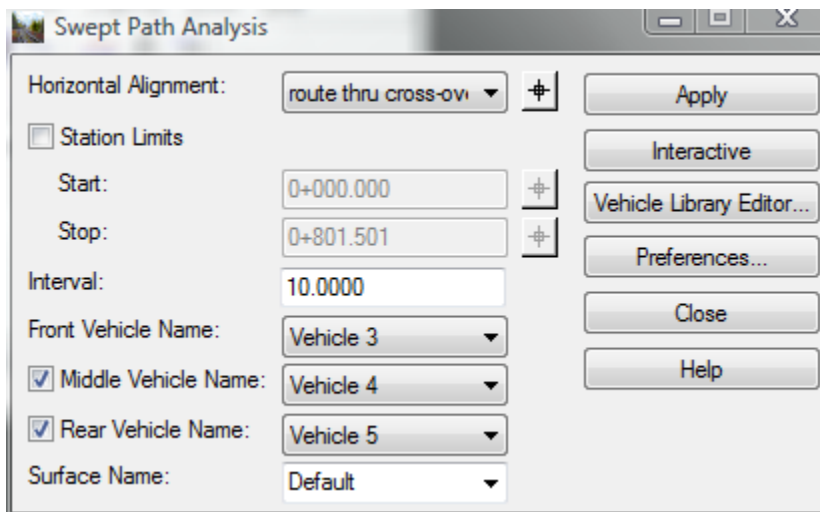 Swept Path Analysis
Horizontal Alignment: route thru cross-ov
Apply
Station Limits
Interactive
Start: 0+000.000
Vehicle Library Editor...
Stop: 0+801.501
Preferences...
Interval: 10.0000
Close
Front Vehicle Name: Vehicle 3
Help
Middle Vehicle Name: Vehicle 4
Rear Vehicle Name: Vehicle 5
Surface Name: Default